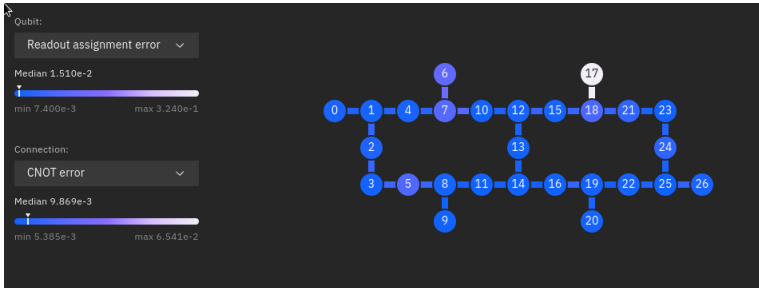 Qubit:
Readout assignment error
Median 1.510e-2
min 7.400e-3 max 3.240e-1
Connection:
CNOT error
Median 9.869e-3
min 5.385e-3 max 6.541e-2
6 17
0 1 4 7 10 12 15 18 21 23
2 13 24
3 5 8 11 14 16 19 22 25 26
9 20